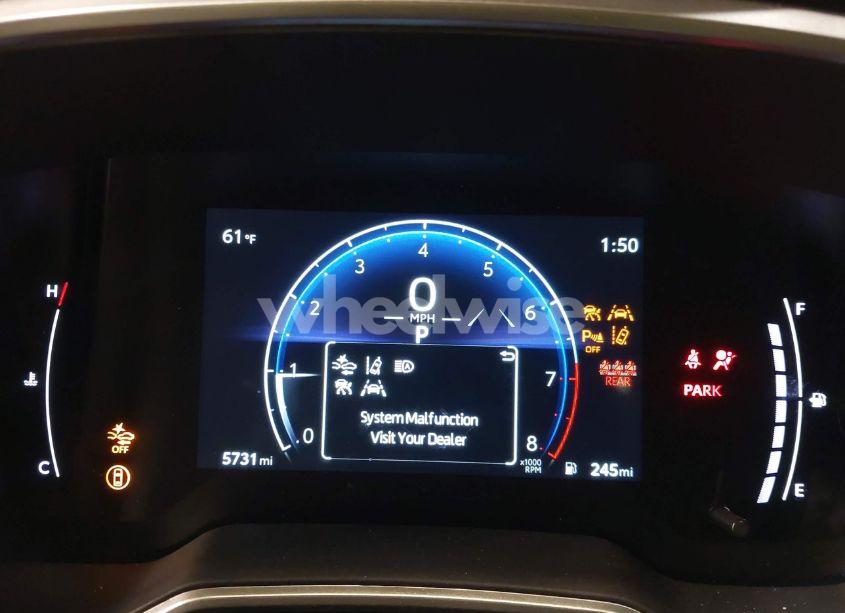 61°F
1:50
H
C
OFF
0
1
2
3
4
5
6
7
8
x1000
RPM
0
MPH
P
wheelwise
System Malfunction
Visit Your Dealer
A
P
OFF
REAR
PARK
F
E
5731 mi
245 mi